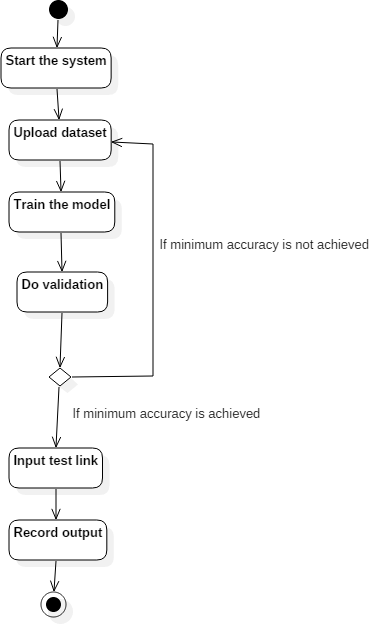 Start the system
Upload dataset
Train the model
If minimum accuracy is not achieved
Do validation
If minimum accuracy is achieved
Input test link
Record output